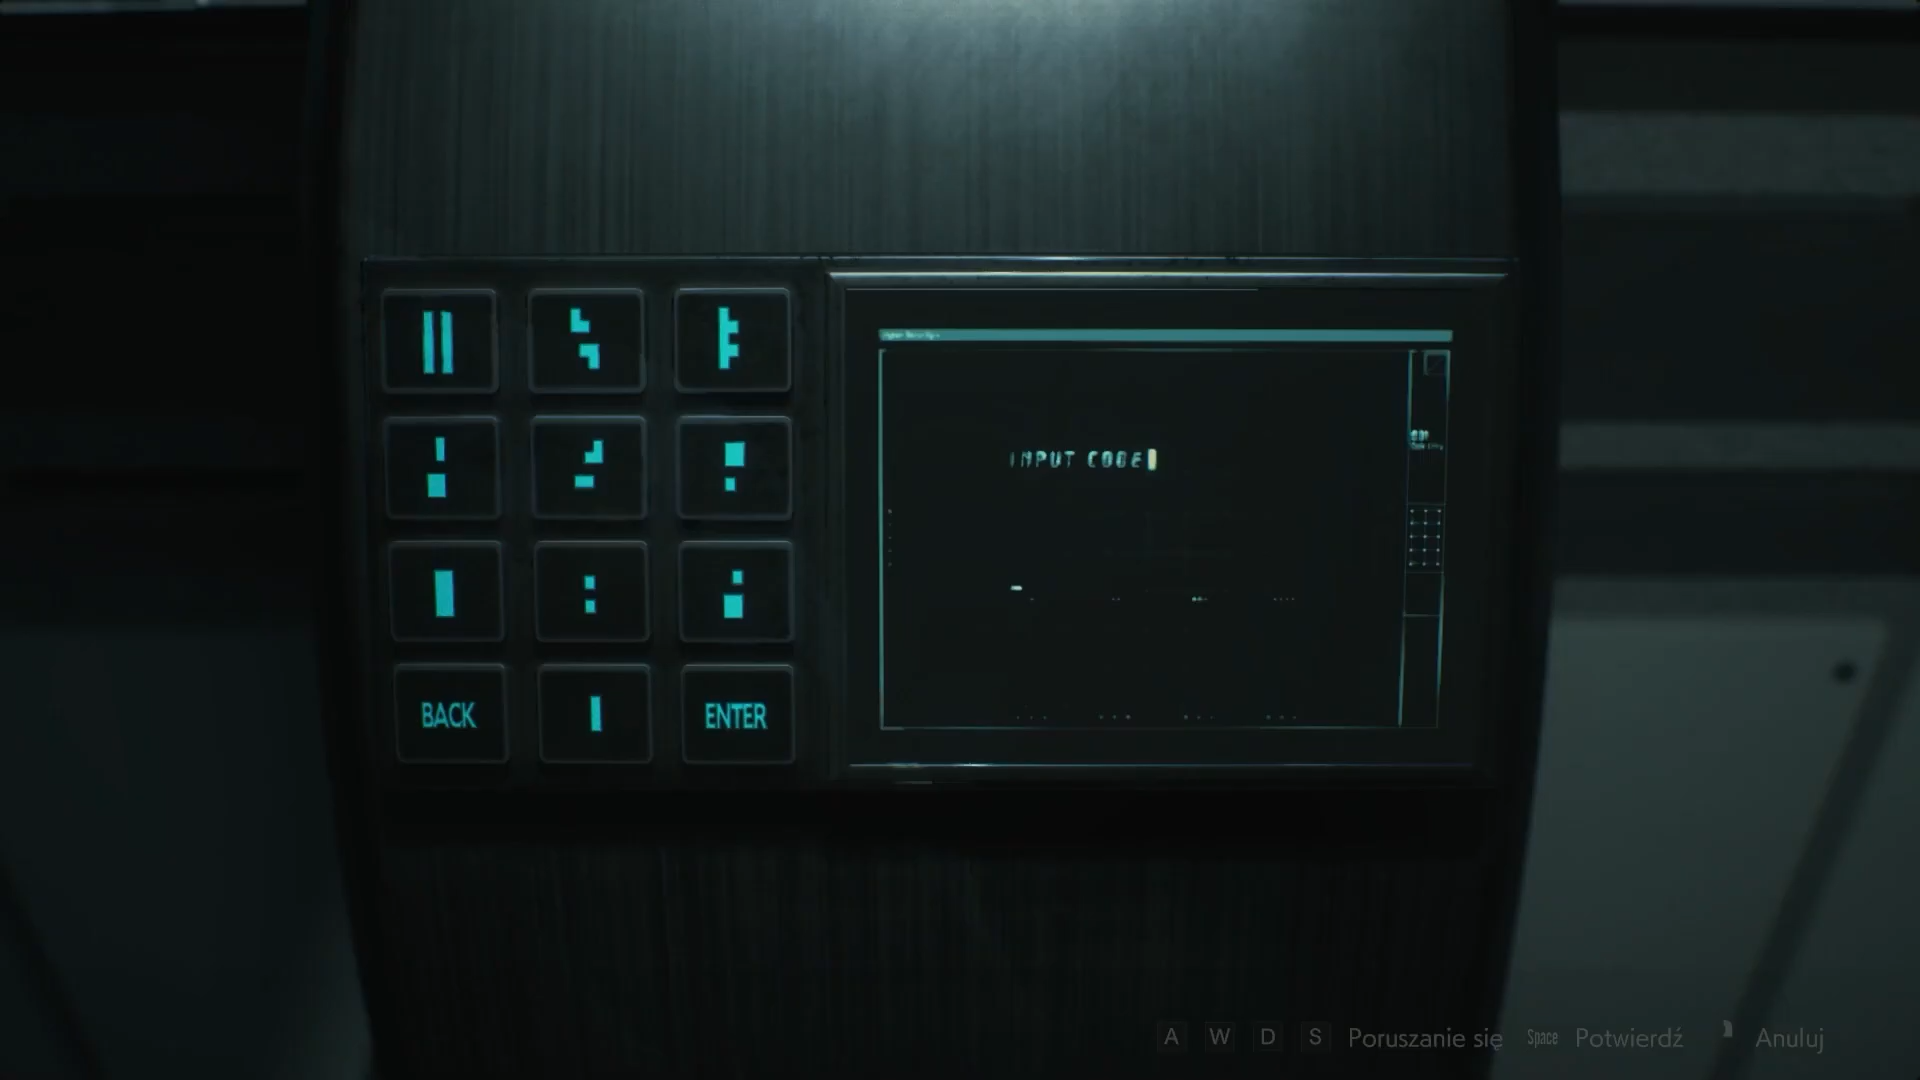 INPUT CODE
BACK
ENTER
A W D S Poruszanie się Space Potwierdź Anuluj